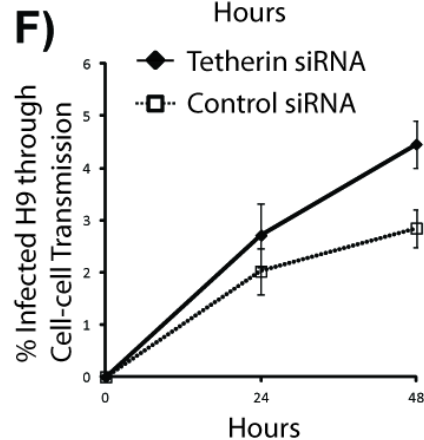 Hours
F)
Tetherin siRNA
Control siRNA
% Infected H9 through
Cell-cell Transmission
6
5
4
3
2
1
0
0 24 48
Hours